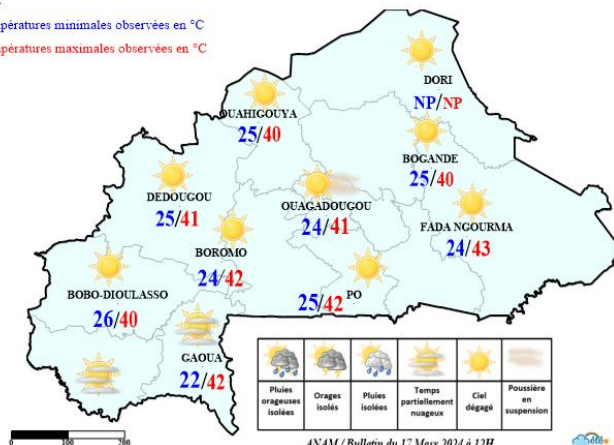 pératures minimales observées en °C
pératures maximales observées en °C
DORI
NP/NP
OUAHIGOUYA
25/40
BOGANDE
25/40
DEDOUGOU
25/41
OUAGADOUGOU
24/41
FADA NGOURMA
24/43
BOROMO
24/42
PO
25/42
BOBO-DIOULASSO
26/40
GAOUA
22/42
Pluies orageuses isolées
Orages isolés
Pluies isolées
Temps partiellement nuageux
Ciel dégagé
Poussière en suspension
0 100 200
ANAM / Bulletin du 17 Mars 2024 à 12H